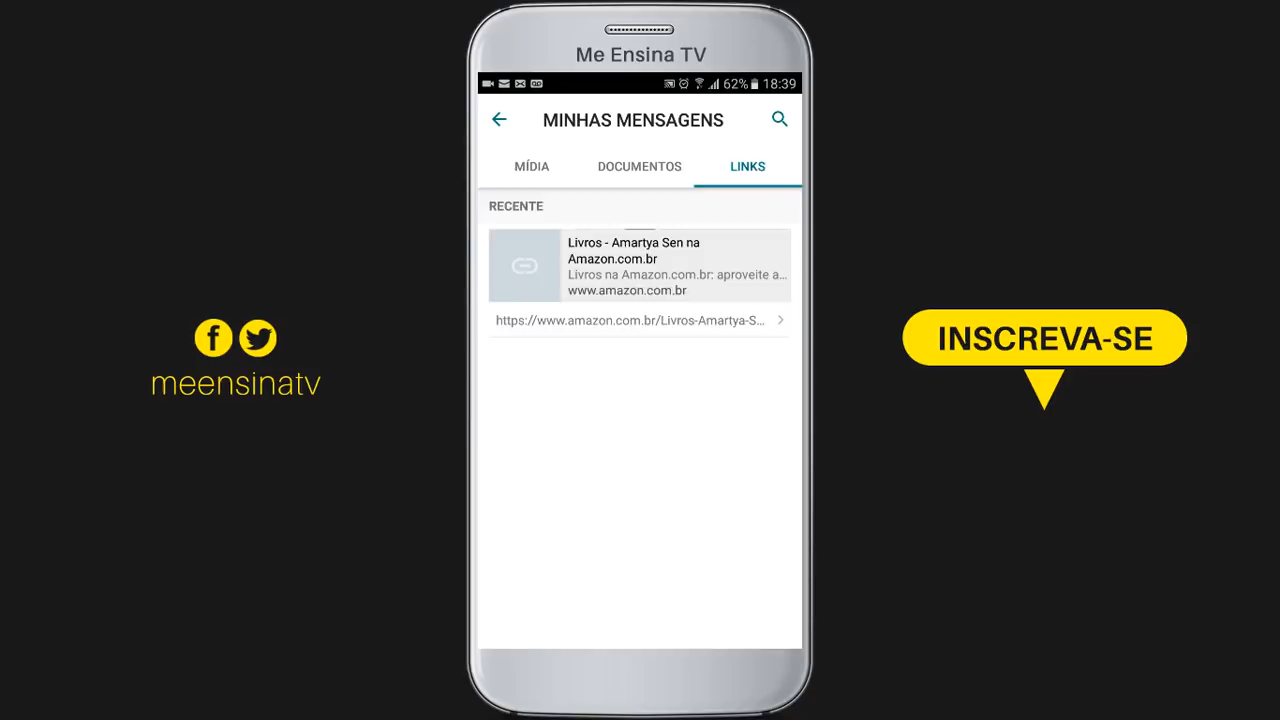 Me Ensina TV
62% 18:39
MINHAS MENSAGENS
MÍDIA DOCUMENTOS LINKS
RECENTE
Livros - Amartya Sen na
Amazon.com.br
Livros na Amazon.com.br: aproveite a...
www.amazon.com.br
https://www.amazon.com.br/Livros-Amartya-S...
meensinatv
INSCREVA-SE